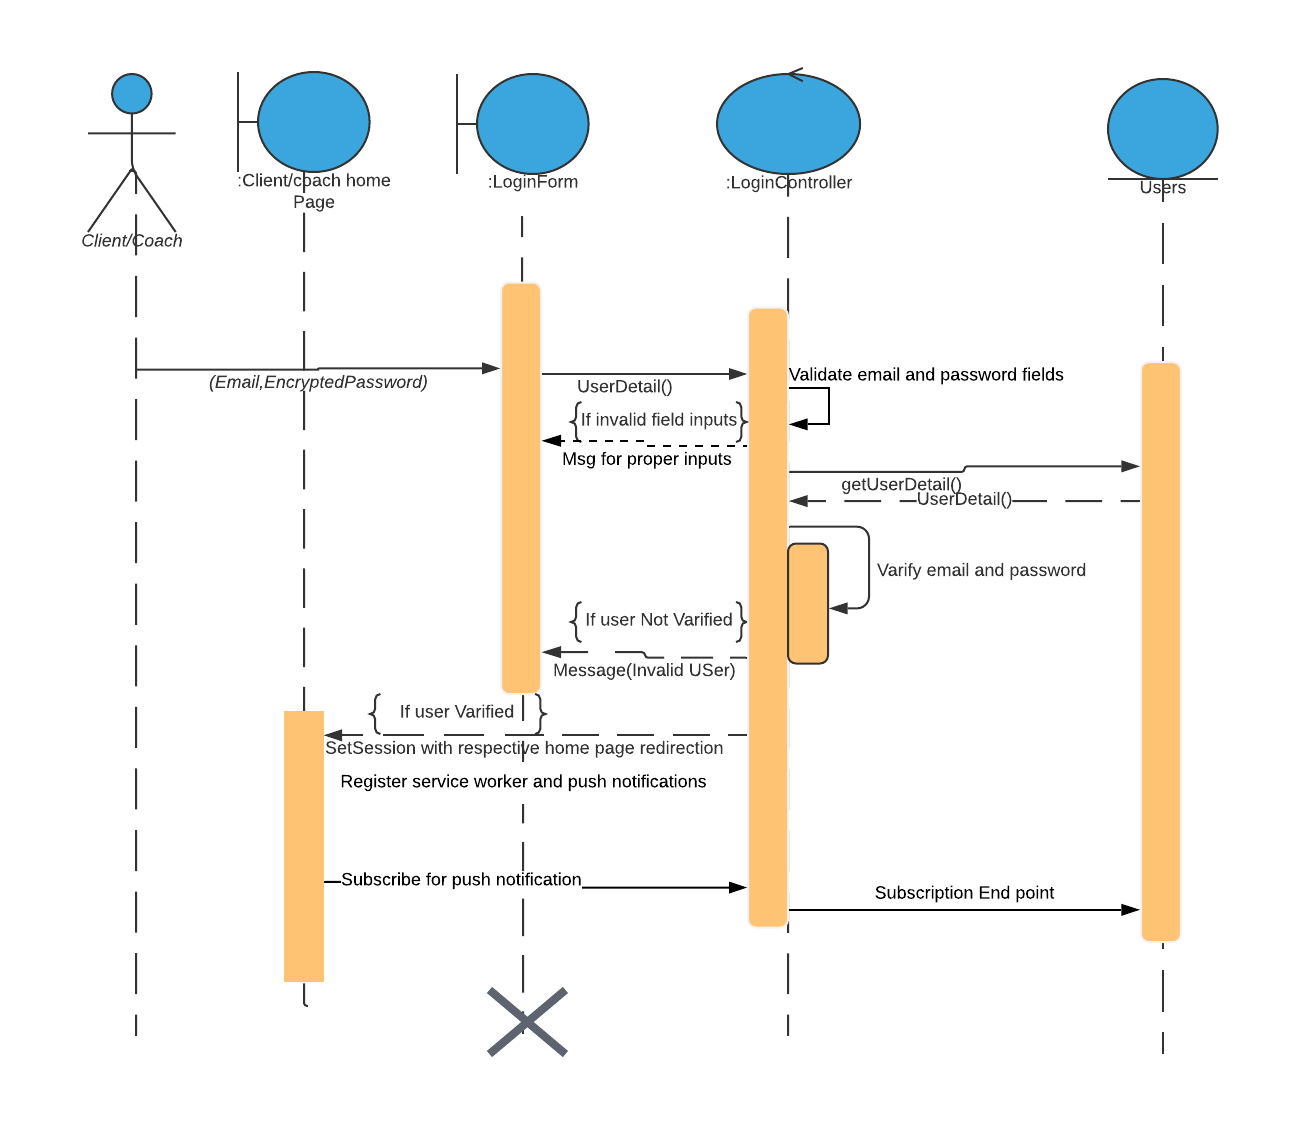 :Client/coach home
Page
:LoginForm
:LoginController
Users
Client/Coach
(Email,EncryptedPassword)
UserDetail()
Validate email and password fields
If invalid field inputs
Msg for proper inputs
getUserDetail()
UserDetail()
Varify email and password
If user Not Varified
Message(Invalid USer)
If user Varified
SetSession with respective home page redirection
Register service worker and push notifications
Subscribe for push notification
Subscription End point